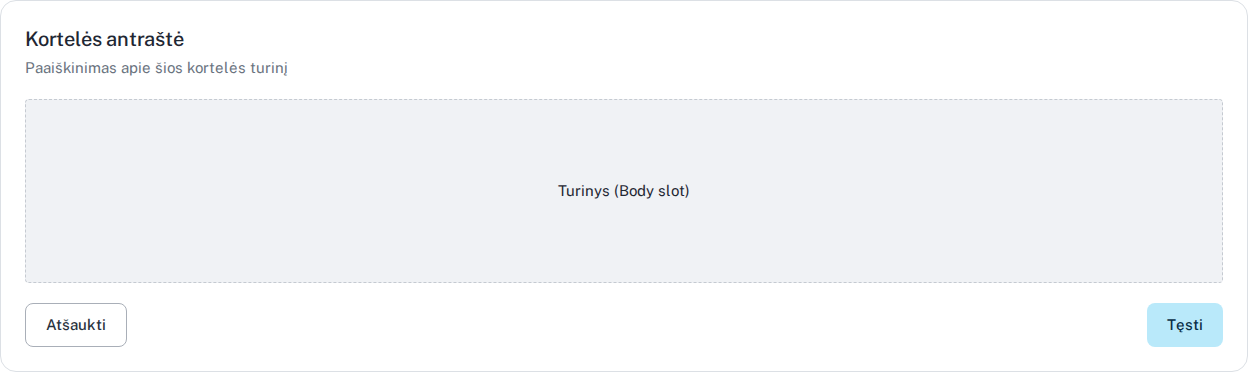 Kortelės antraštė
Paaiškinimas apie šios kortelės turinį
Turinys (Body slot)
Atšaukti
Tęsti